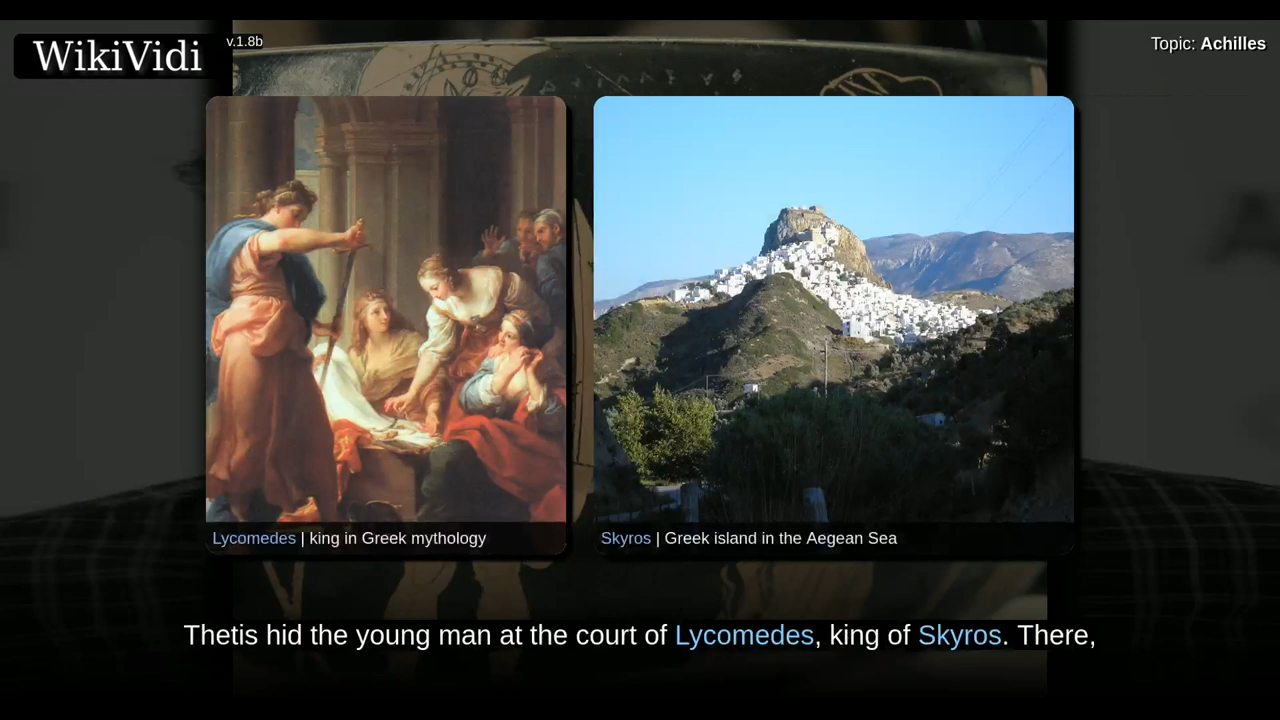 WikiVidi
v.1.8b
Topic: Achilles
Lycomedes | king in Greek mythology
Skyros | Greek island in the Aegean Sea
Thetis hid the young man at the court of Lycomedes, king of Skyros. There,